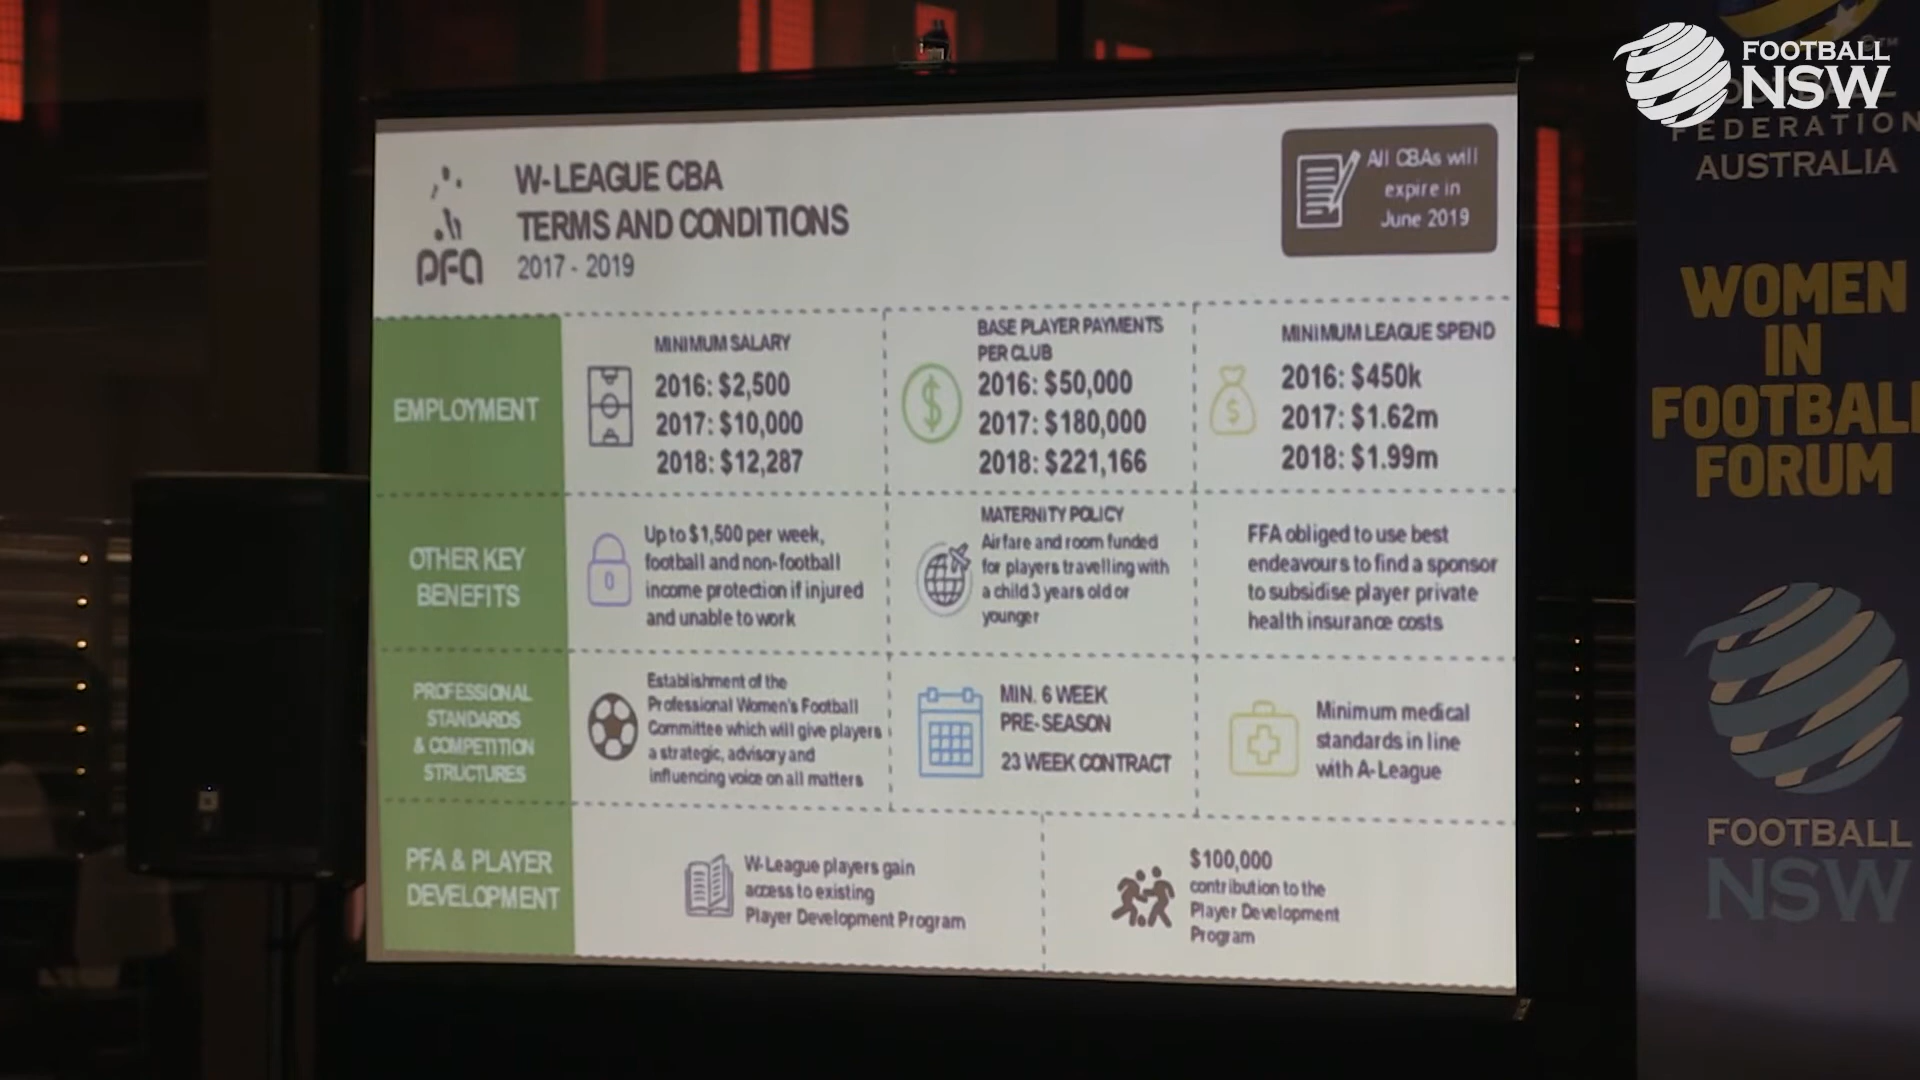 FOOTBALL
NSW
FEDERATION
AUSTRALIA
WOMEN
IN
FOOTBALL
FORUM
FOOTBALL
NSW
pfa
W-LEAGUE CBA
TERMS AND CONDITIONS
2017 - 2019
All CBAs will
expire in
June 2019
EMPLOYMENT
MINIMUM SALARY
2016: $2,500
2017: $10,000
2018: $12,287
BASE PLAYER PAYMENTS
PER CLUB
2016: $50,000
2017: $180,000
2018: $221,166
MINIMUM LEAGUE SPEND
2016: $450k
2017: $1.62m
2018: $1.99m
OTHER KEY
BENEFITS
Up to $1,500 per week,
football and non-football
income protection if injured
and unable to work
MATERNITY POLICY
Airfare and room funded
for players travelling with
a child 3 years old or
younger
FFA obliged to use best
endeavours to find a sponsor
to subsidise player private
health insurance costs
PROFESSIONAL
STANDARDS
& COMPETITION
STRUCTURES
Establishment of the
Professional Women's Football
Committee which will give players
a strategic, advisory and
influencing voice on all matters
MIN. 6 WEEK
PRE-SEASON
23 WEEK CONTRACT
Minimum medical
standards in line
with A-League
PFA & PLAYER
DEVELOPMENT
W-League players gain
access to existing
Player Development Program
$100,000
contribution to the
Player Development
Program